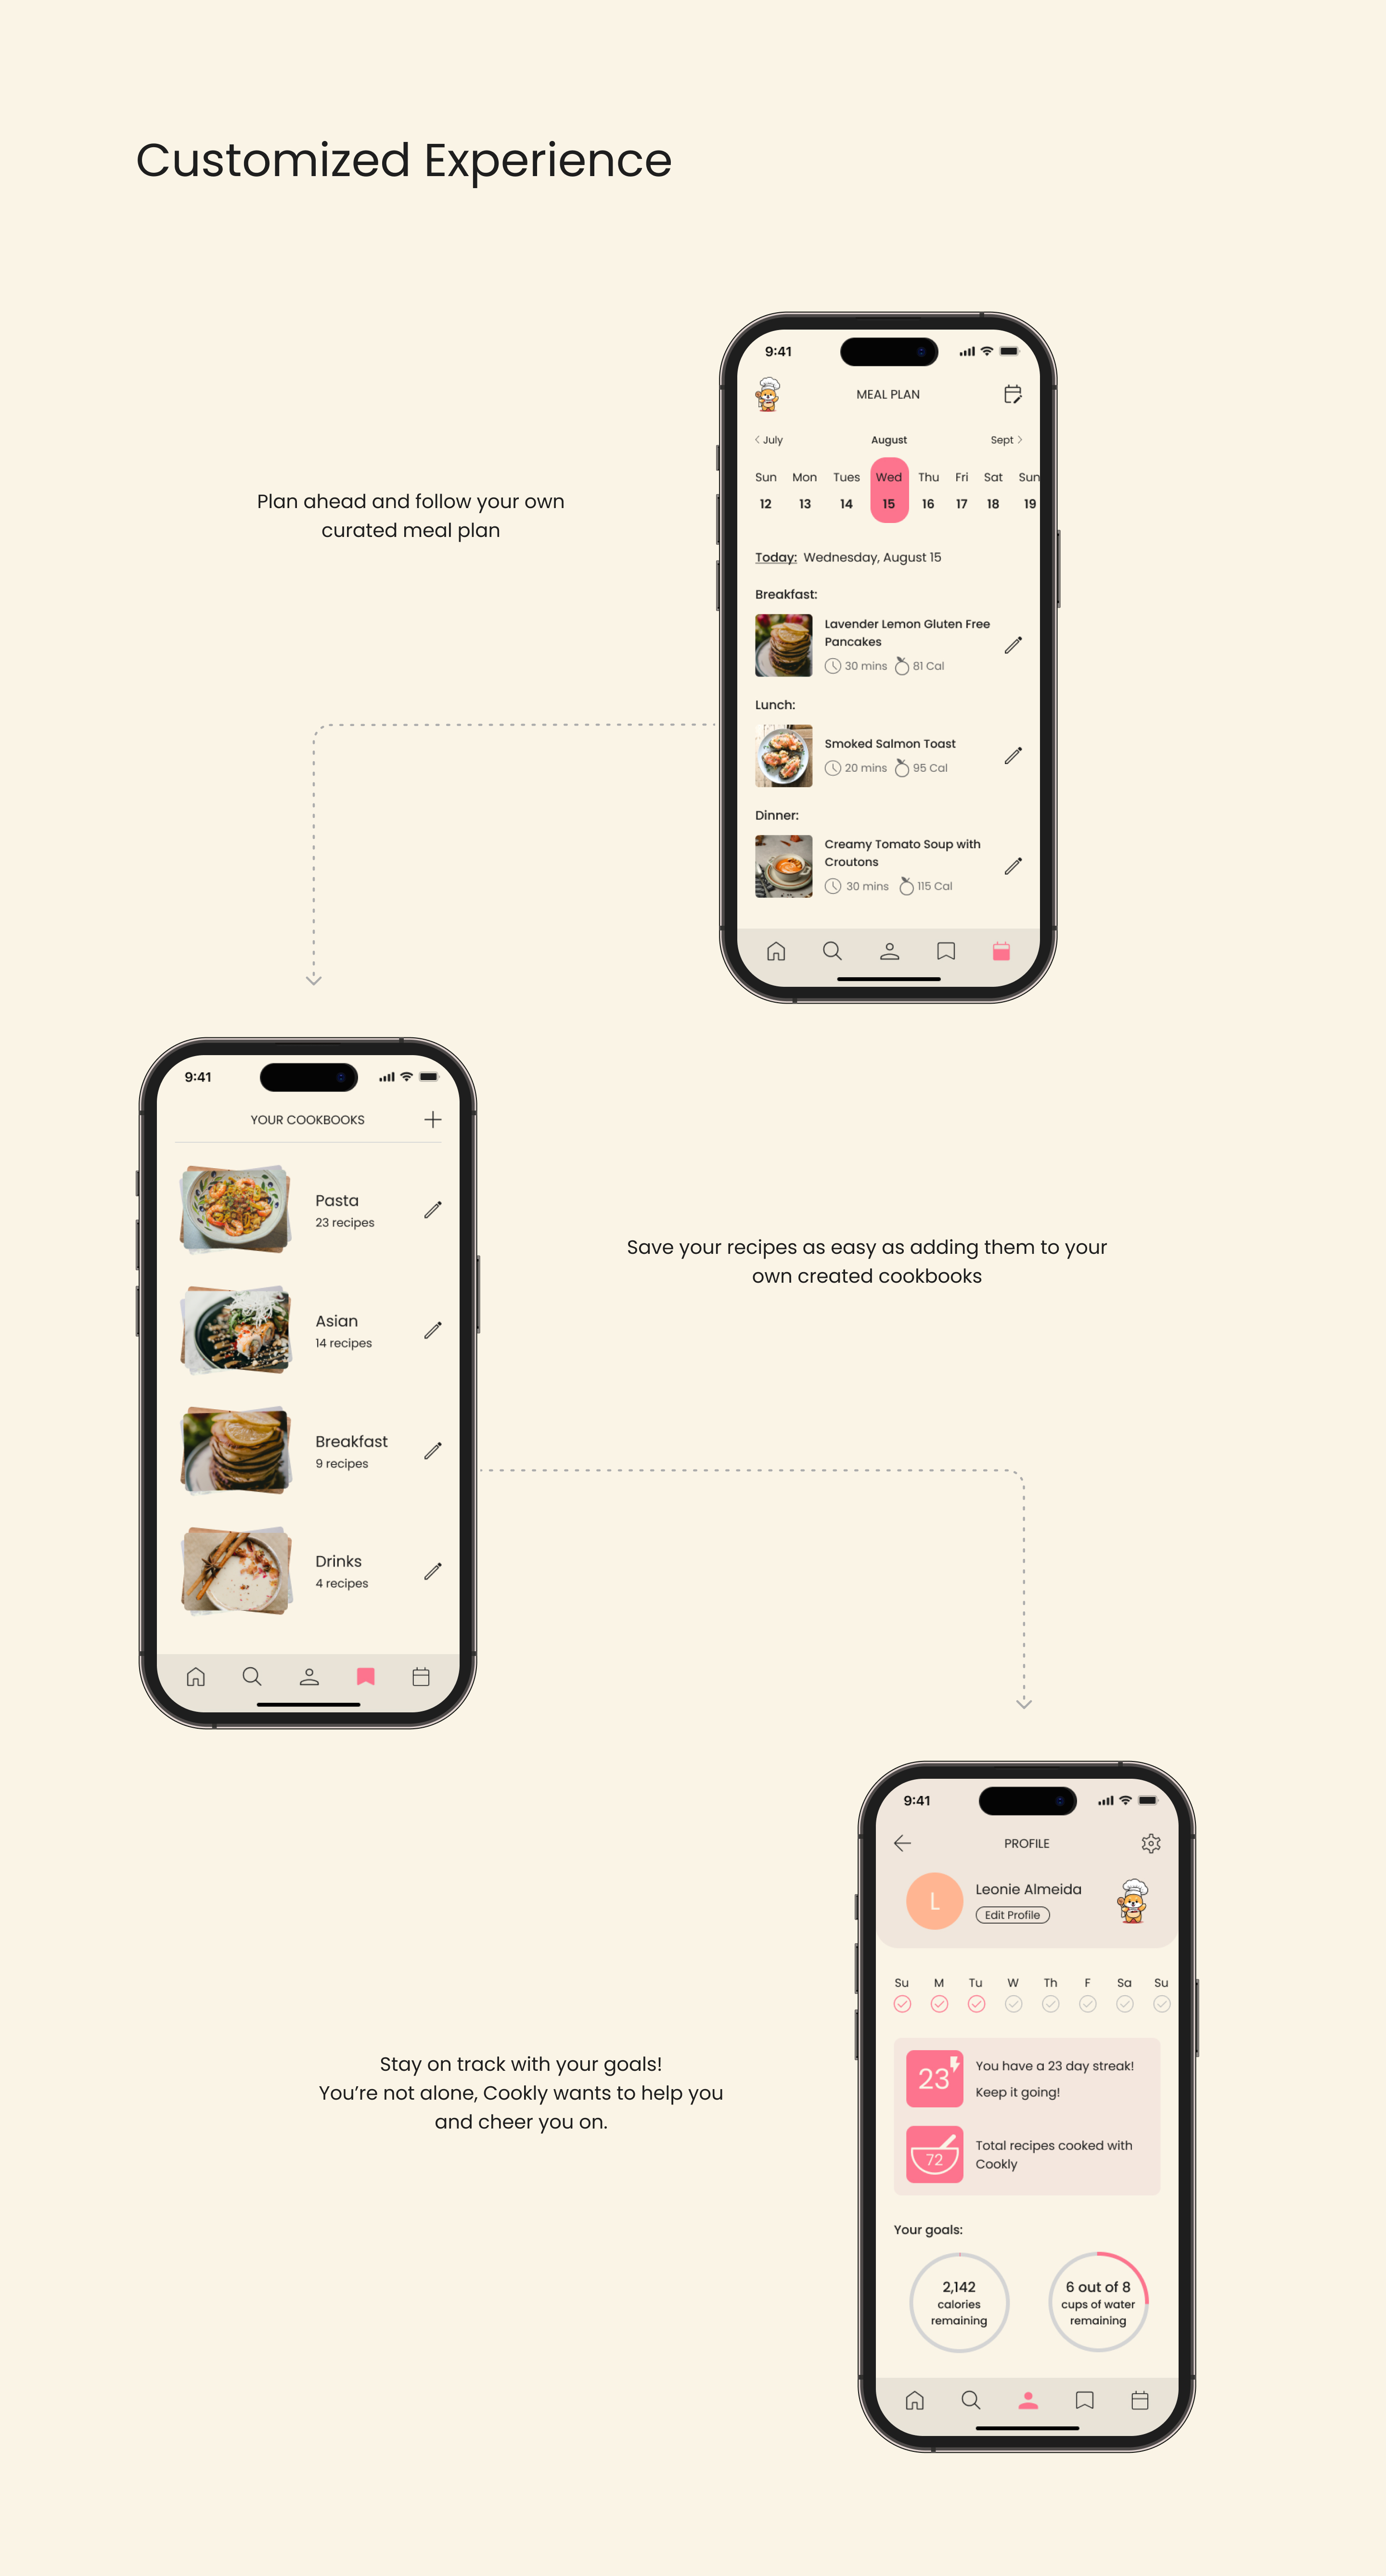 Customized Experience
Plan ahead and follow your own
curated meal plan
9:41
MEAL PLAN
July August Sept
Sun Mon Tues Wed Thu Fri Sat Sun
12 13 14 15 16 17 18 19
Today: Wednesday, August 15
Breakfast:
Lavender Lemon Gluten Free
Pancakes
30 mins 81 Cal
Lunch:
Smoked Salmon Toast
20 mins 95 Cal
Dinner:
Creamy Tomato Soup with
Croutons
30 mins 115 Cal
9:41
YOUR COOKBOOKS
Pasta
23 recipes
Asian
14 recipes
Breakfast
9 recipes
Drinks
4 recipes
Save your recipes as easy as adding them to your
own created cookbooks
9:41
PROFILE
L
Leonie Almeida
Edit Profile
Su M Tu W Th F Sa Su
23
You have a 23 day streak!
Keep it going!
72
Total recipes cooked with
Cookly
Your goals:
2,142
calories
remaining
6 out of 8
cups of water
remaining
Stay on track with your goals!
You’re not alone, Cookly wants to help you
and cheer you on.